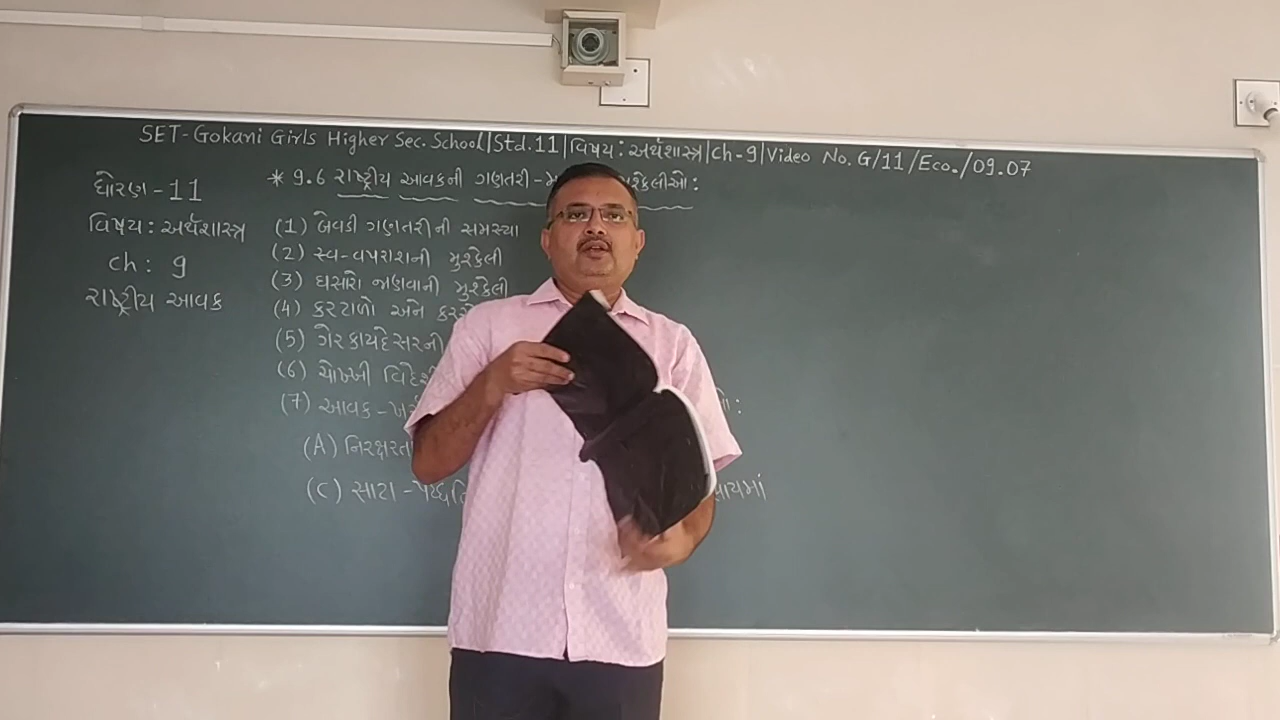 SET-Gokani Girls Higher Sec. School|Std.11|વિષય: અર્થશાસ્ત્ર|ch-9|Video No. G/11/Eco./09.07
ધોરણ-11
વિષય: અર્થશાસ્ત્ર
ch: 9
રાષ્ટ્રીય આવક
* 9.6 રાષ્ટ્રીય આવકની ગણતરી-
(1) બેવડી ગણતરીની સમસ્યા
(2) સ્વ-વપરાશની મુશ્કેલી
(3) ઘસારો જાણવાની મુશ્કેલી
(4) કરટાળો અને
(5) ગેરકાયદેસરની
(6) ચોખ્ખી
(7) આવક-
(A) નિરક્ષરતા
(C) સાટા-